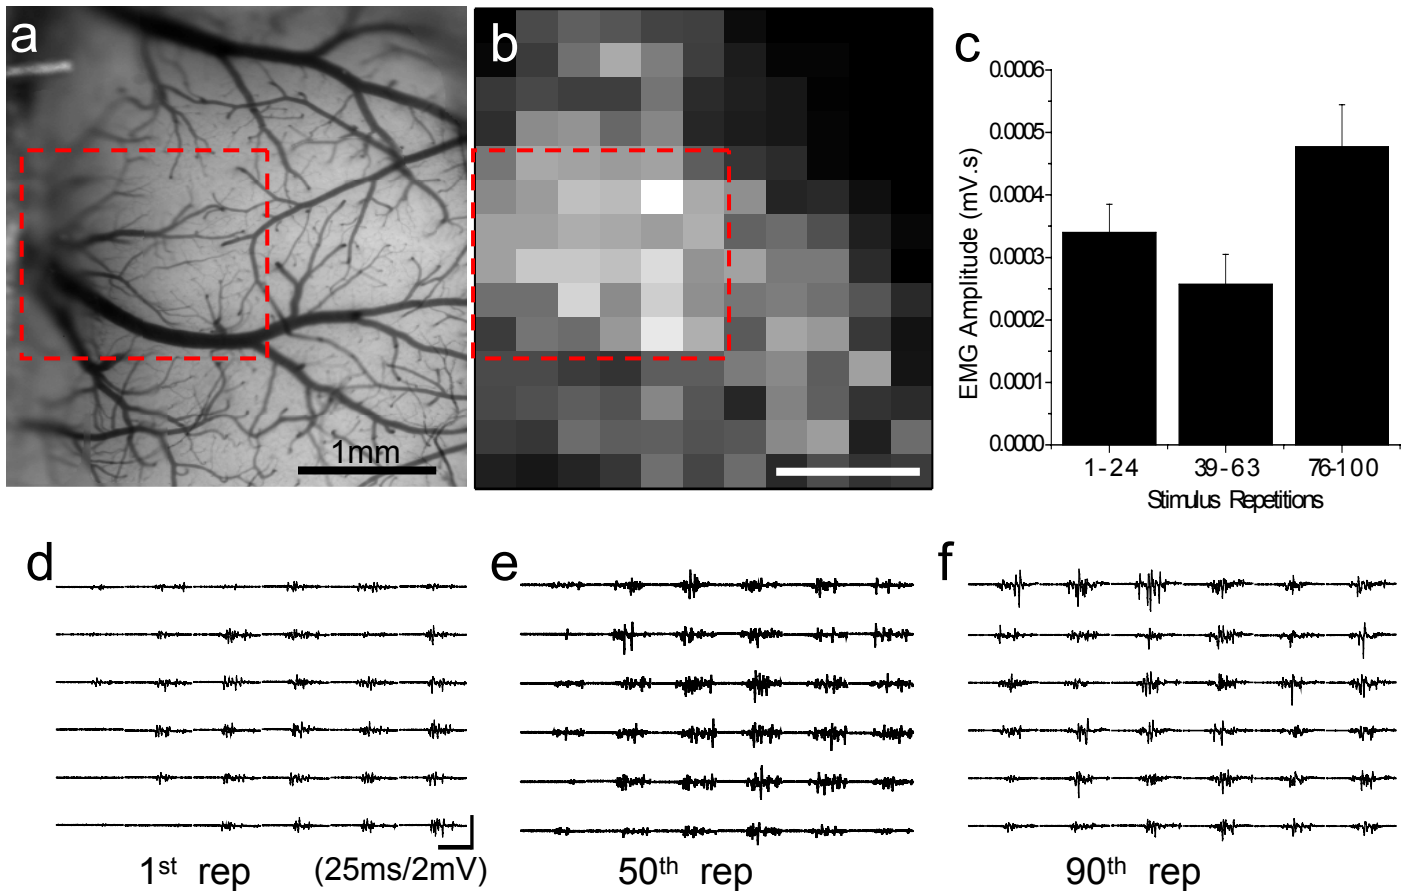 a
1mm
b
c
0.0006
0.0005
0.0004
0.0003
0.0002
0.0001
0.0000
EMG Amplitude (mV.s)
1-24 39-63 76-100
Stimulus Repetitions
d
1st rep (25ms/2mV)
e
50th rep
f
90th rep